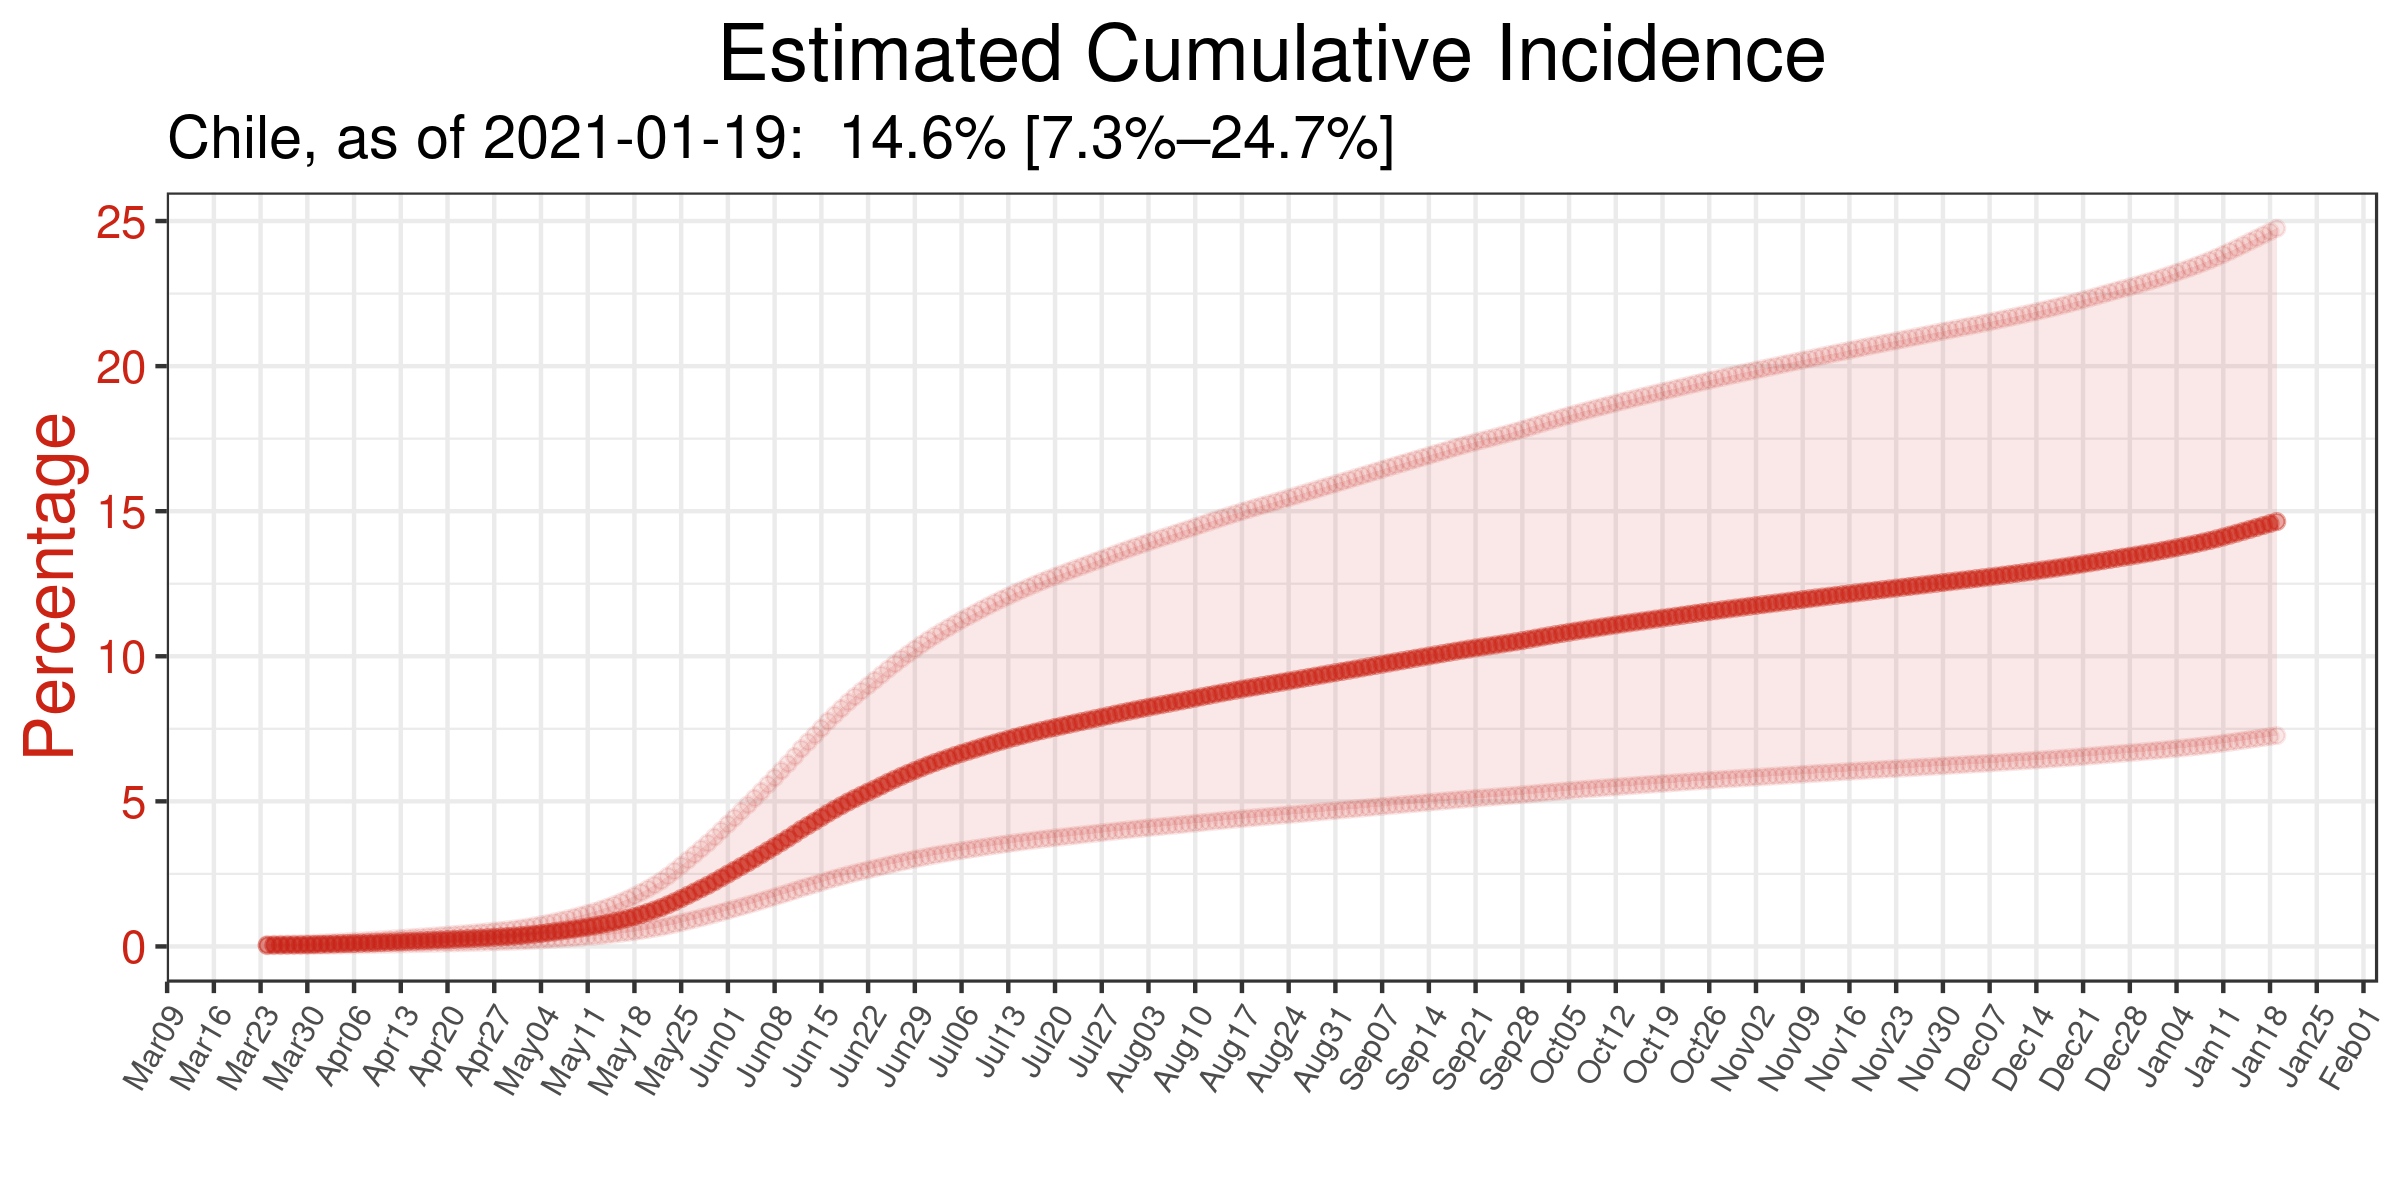 Estimated Cumulative Incidence
Chile, as of 2021-01-19:  14.6% [7.3%–24.7%]
Percentage
25
20
15
10
5
0
Mar09
Mar16
Mar23
Mar30
Apr06
Apr13
Apr20
Apr27
May04
May11
May18
May25
Jun01
Jun08
Jun15
Jun22
Jun29
Jul06
Jul13
Jul20
Jul27
Aug03
Aug10
Aug17
Aug24
Aug31
Sep07
Sep14
Sep21
Sep28
Oct05
Oct12
Oct19
Oct26
Nov02
Nov09
Nov16
Nov23
Nov30
Dec07
Dec14
Dec21
Dec28
Jan04
Jan11
Jan18
Jan25
Feb01